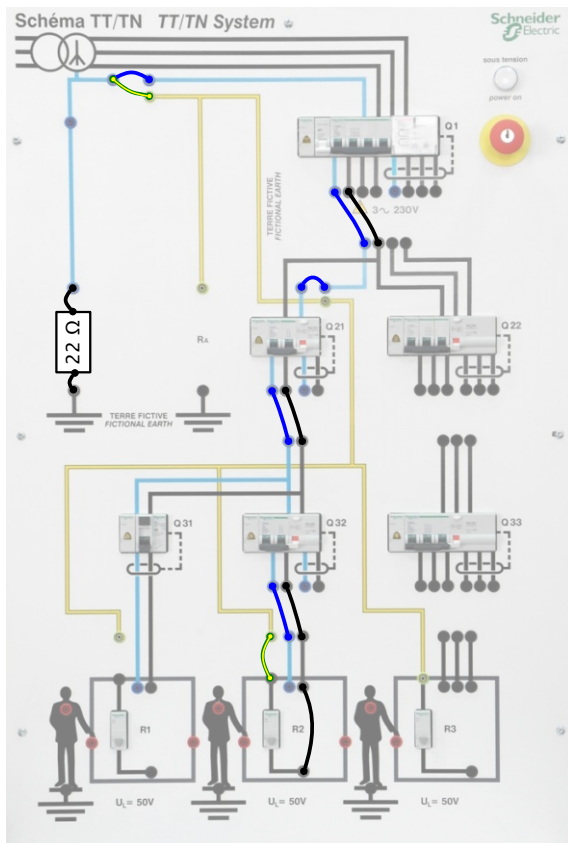 Schéma TT/TN TT/TN System
Schneider
Electric
sous tension
power on
Q1
TERRE FICTIVE
FICTIONAL EARTH
3~ 230V
Q21
Q22
22 Ω
RA
TERRE FICTIVE
FICTIONAL EARTH
Q31
Q32
Q33
R1
R2
R3
UL= 50V
UL= 50V
UL= 50V